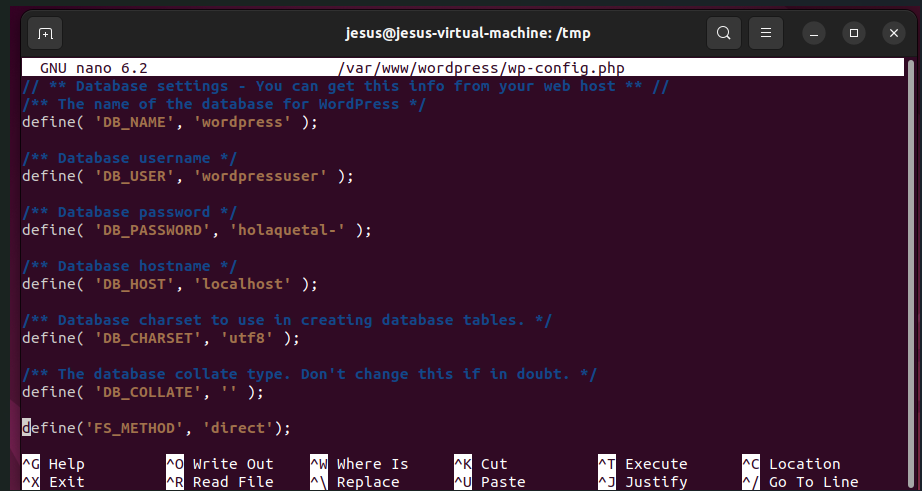 jesus@jesus-virtual-machine: /tmp
GNU nano 6.2 /var/www/wordpress/wp-config.php
// ** Database settings - You can get this info from your web host ** //
/** The name of the database for WordPress */
define( 'DB_NAME', 'wordpress' );
/** Database username */
define( 'DB_USER', 'wordpressuser' );
/** Database password */
define( 'DB_PASSWORD', 'holaquetal-' );
/** Database hostname */
define( 'DB_HOST', 'localhost' );
/** Database charset to use in creating database tables. */
define( 'DB_CHARSET', 'utf8' );
/** The database collate type. Don't change this if in doubt. */
define( 'DB_COLLATE', '' );
define('FS_METHOD', 'direct');
^G Help ^O Write Out ^W Where Is ^K Cut ^T Execute ^C Location
^X Exit ^R Read File ^\ Replace ^U Paste ^J Justify ^/ Go To Line